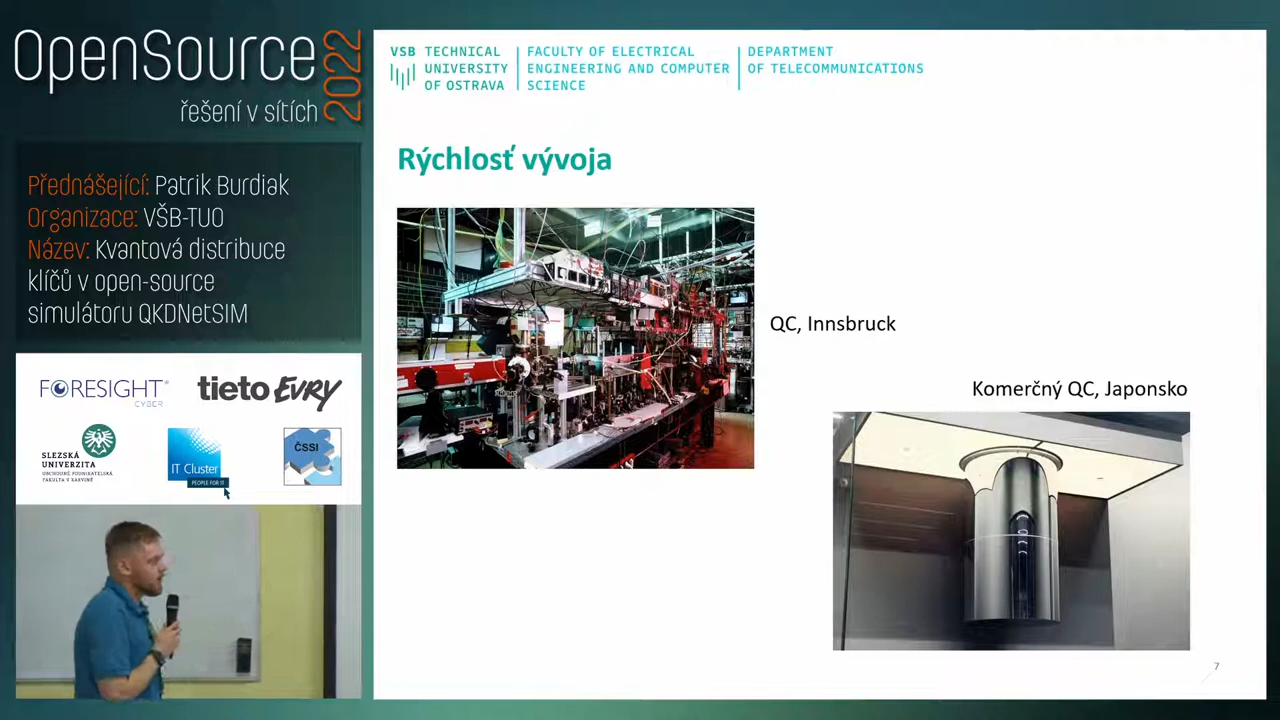 OpenSource
2022
řešení v sítích
Přednášející: Patrik Burdiak
Organizace: VŠB-TUO
Název: Kvantová distribuce
klíčů v open-source
simulátoru QKDNetSIM
FORESIGHT®
CYBER
tieto EVRY
SLEZSKÁ
UNIVERZITA
OBCHODNĚ PODNIKATELSKÁ
FAKULTA V KARVINÉ
IT Cluster
PEOPLE FOR IT
ČSSI
VSB TECHNICAL
UNIVERSITY
OF OSTRAVA
FACULTY OF ELECTRICAL
ENGINEERING AND COMPUTER
SCIENCE
DEPARTMENT
OF TELECOMMUNICATIONS
Rýchlosť vývoja
QC, Innsbruck
Komerčný QC, Japonsko
7